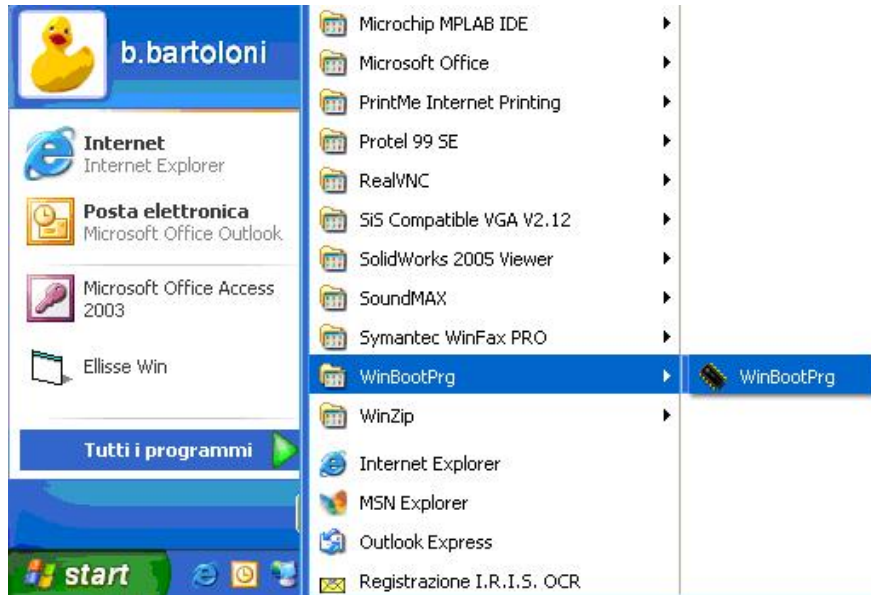 b.bartoloni
Internet
Internet Explorer
Posta elettronica
Microsoft Office Outlook
Microsoft Office Access
2003
Ellisse Win
Tutti i programmi
start
Microchip MPLAB IDE
Microsoft Office
PrintMe Internet Printing
Protel 99 SE
RealVNC
SiS Compatible VGA V2.12
SolidWorks 2005 Viewer
SoundMAX
Symantec WinFax PRO
WinBootPrg
WinZip
Internet Explorer
MSN Explorer
Outlook Express
Registrazione I.R.I.S. OCR
WinBootPrg